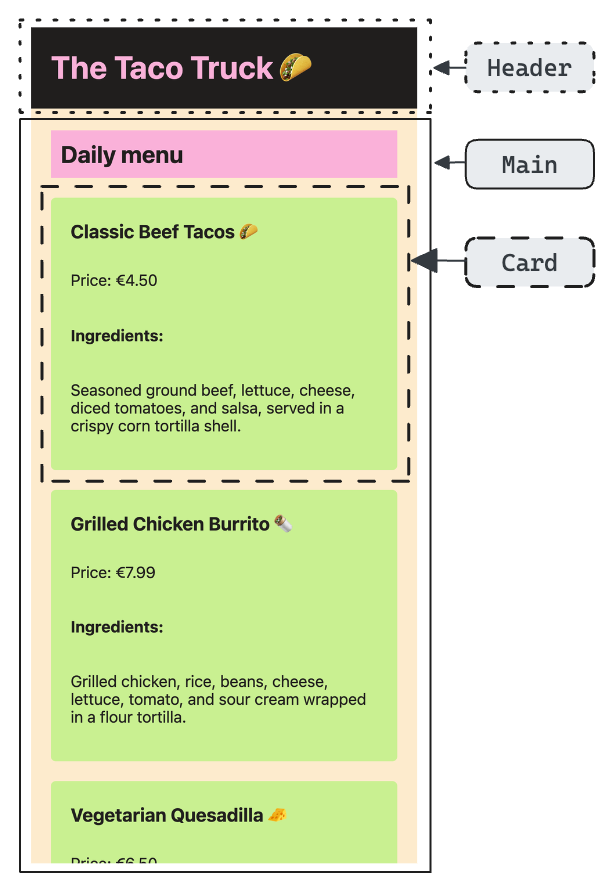 The Taco Truck 🌮
Header
Daily menu
Main
Classic Beef Tacos 🌮
Card
Price: €4.50
Ingredients:
Seasoned ground beef, lettuce, cheese,
diced tomatoes, and salsa, served in a
crispy corn tortilla shell.
Grilled Chicken Burrito 🌯
Price: €7.99
Ingredients:
Grilled chicken, rice, beans, cheese,
lettuce, tomato, and sour cream wrapped
in a flour tortilla.
Vegetarian Quesadilla 🧀
Price: €6.50